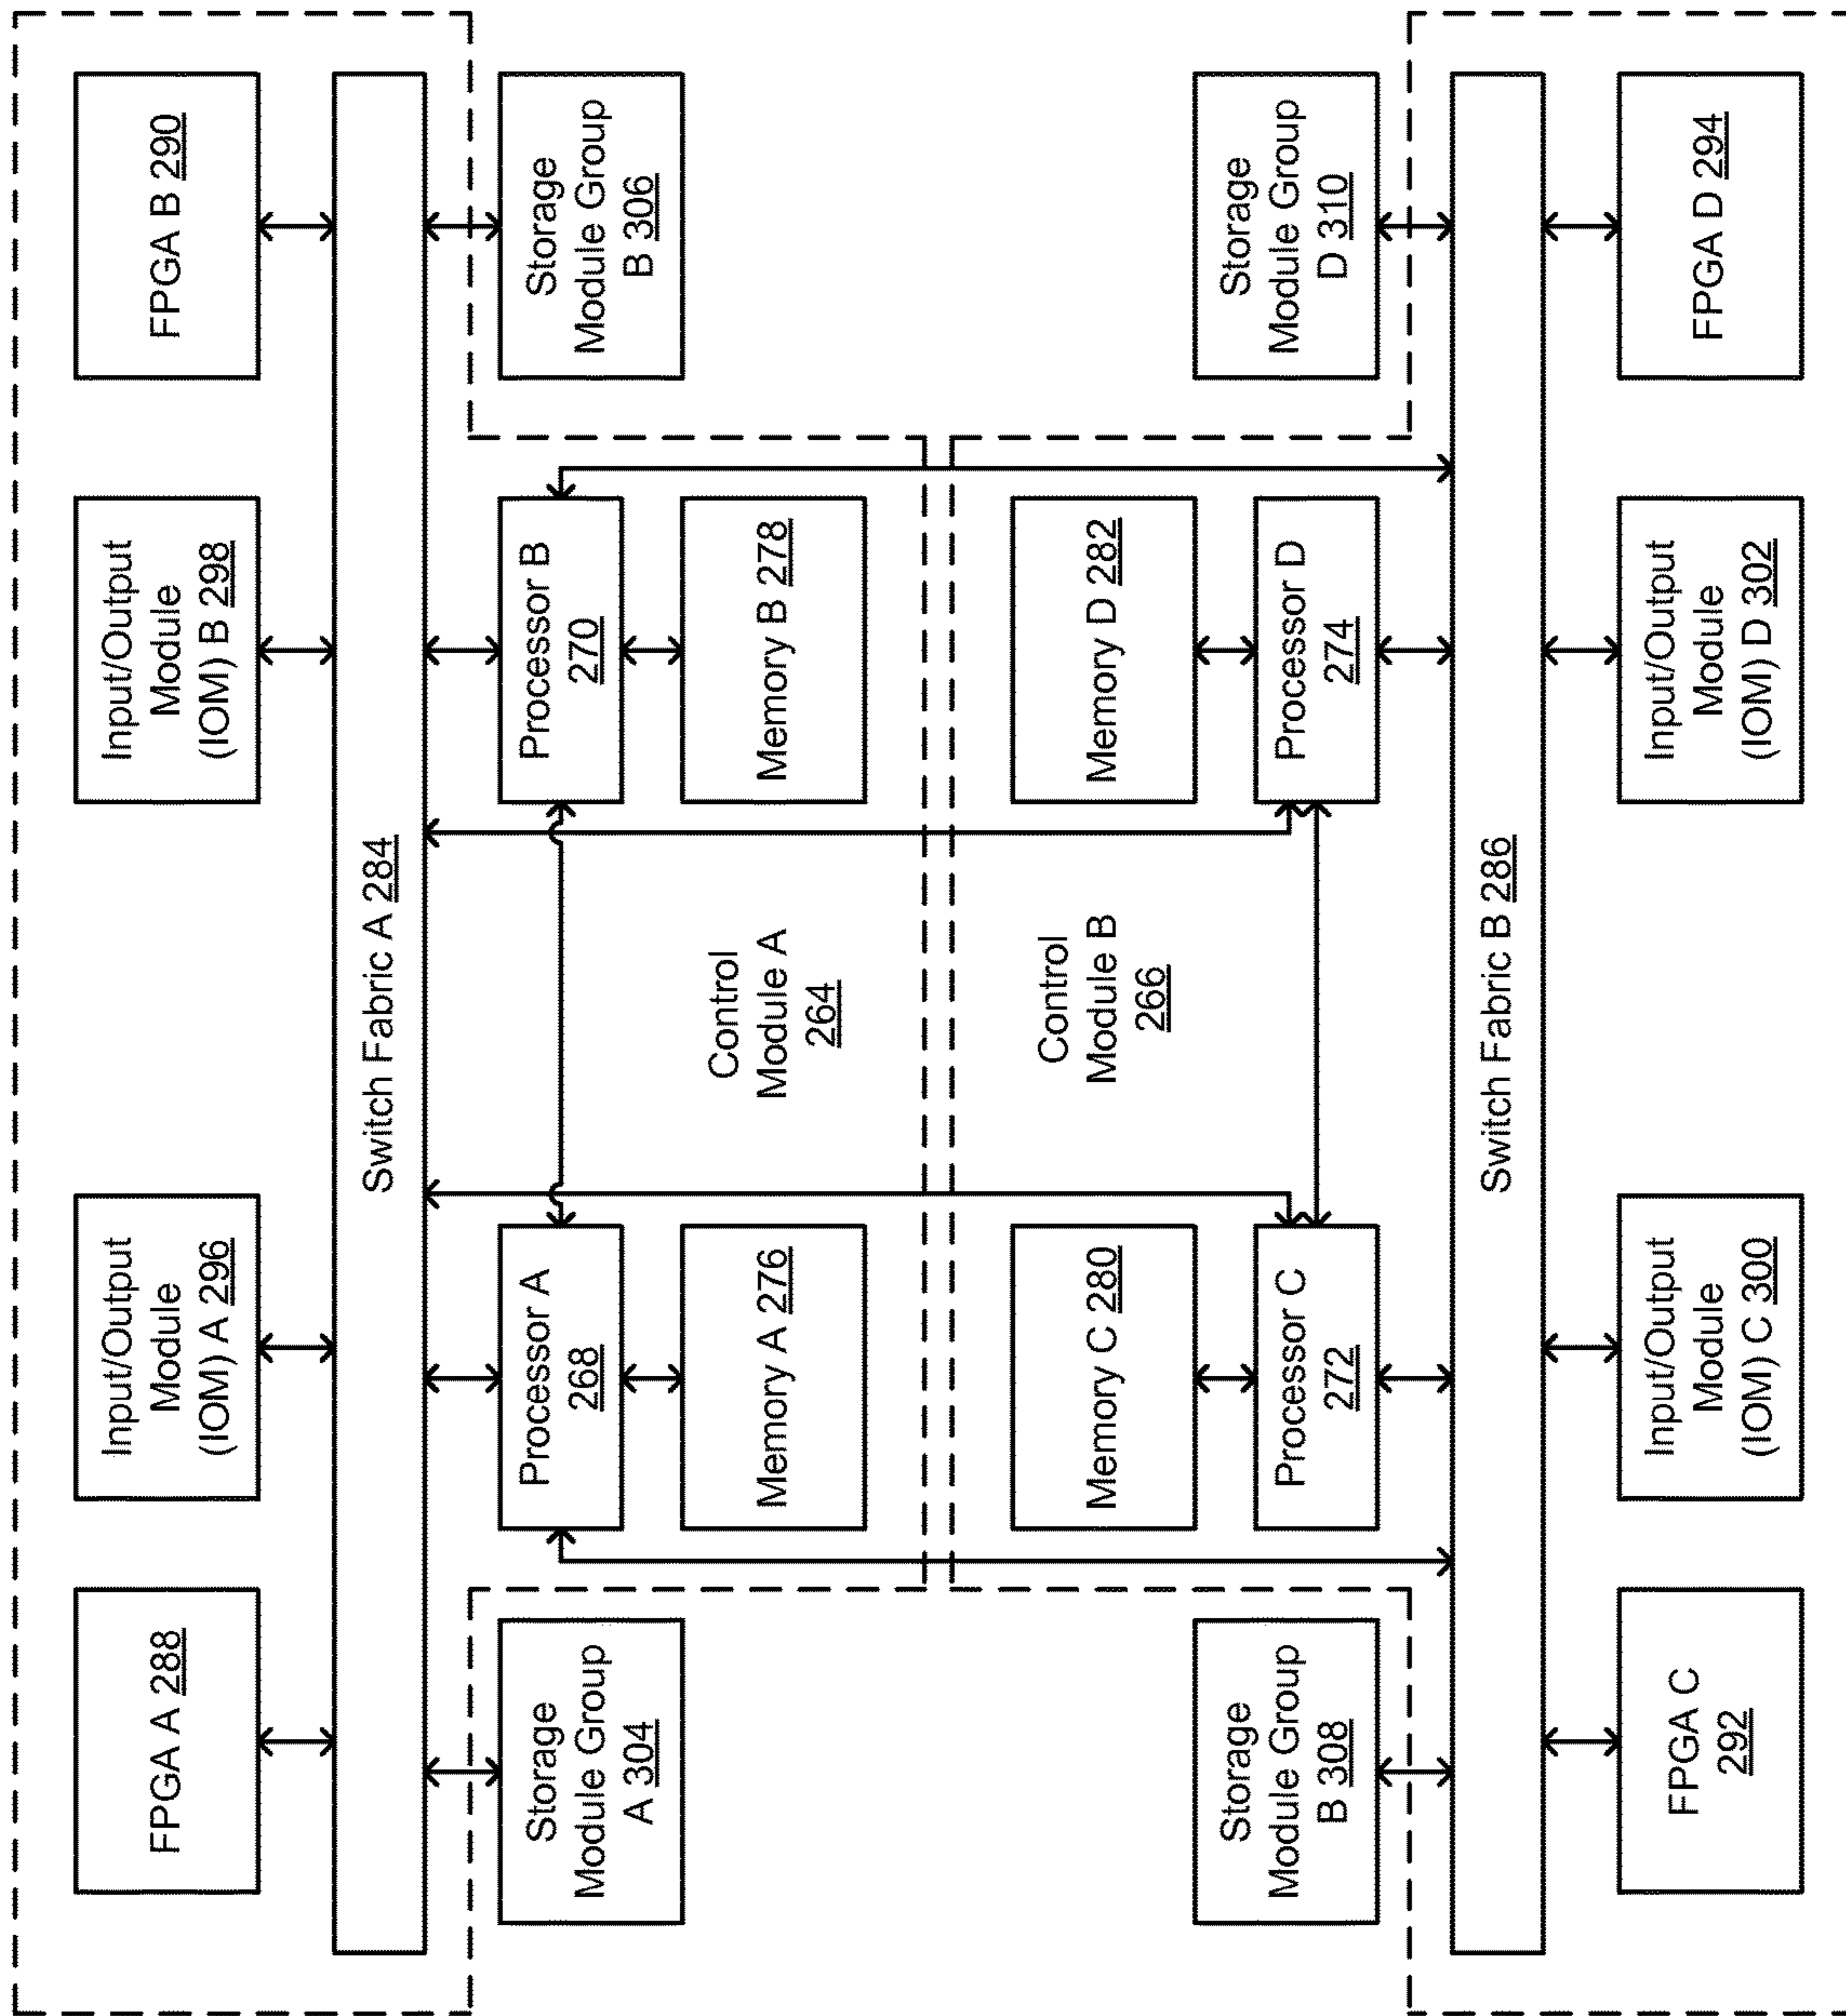 FPGA A 288
Input/Output
Module
(IOM) A 296
Input/Output
Module
(IOM) B 298
FPGA B 290
Switch Fabric A 284
Storage
Module Group
A 304
Processor A
268
Processor B
270
Storage
Module Group
B 306
Memory A 276
Control
Module A
264
Memory B 278
Memory C 280
Control
Module B
266
Memory D 282
Storage
Module Group
B 308
Processor C
272
Processor D
274
Storage
Module Group
D 310
Switch Fabric B 286
FPGA C
292
Input/Output
Module
(IOM) C 300
Input/Output
Module
(IOM) D 302
FPGA D 294